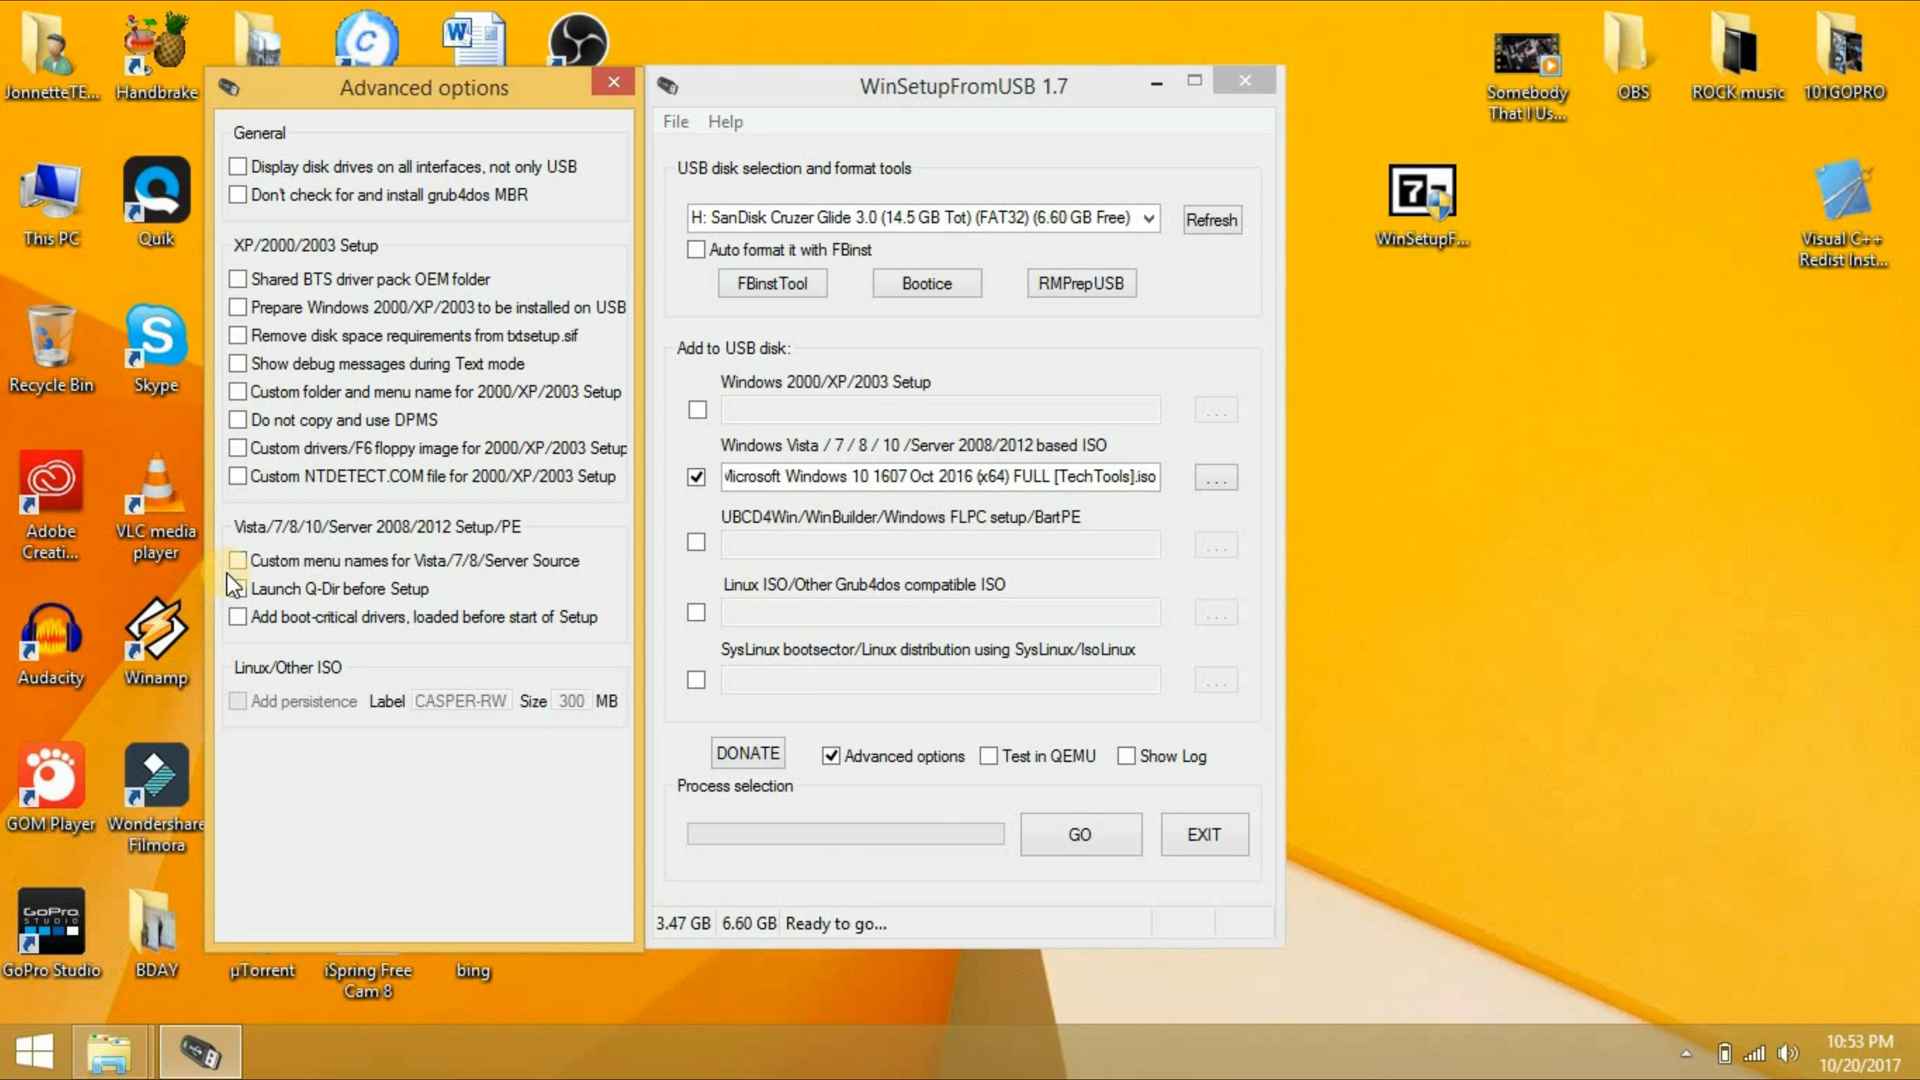 JonnetteTE...
Handbrake
Somebody
That I Us...
OBS
ROCK music
101GOPRO
This PC
Quik
WinSetupF...
Visual C++
Redist Inst...
Recycle Bin
Skype
Adobe
Creati...
VLC media
player
Audacity
Winamp
GOM Player
Wondershare
Filmora
GoPro
STUDIO
GoPro Studio
BDAY
µTorrent
iSpring Free
Cam 8
bing
Advanced options
General
Display disk drives on all interfaces, not only USB
Don't check for and install grub4dos MBR
XP/2000/2003 Setup
Shared BTS driver pack OEM folder
Prepare Windows 2000/XP/2003 to be installed on USB
Remove disk space requirements from txtsetup.sif
Show debug messages during Text mode
Custom folder and menu name for 2000/XP/2003 Setup
Do not copy and use DPMS
Custom drivers/F6 floppy image for 2000/XP/2003 Setup
Custom NTDETECT.COM file for 2000/XP/2003 Setup
Vista/7/8/10/Server 2008/2012 Setup/PE
Custom menu names for Vista/7/8/Server Source
Launch Q-Dir before Setup
Add boot-critical drivers, loaded before start of Setup
Linux/Other ISO
Add persistence Label CASPER-RW Size 300 MB
WinSetupFromUSB 1.7
File Help
USB disk selection and format tools
H: SanDisk Cruzer Glide 3.0 (14.5 GB Tot) (FAT32) (6.60 GB Free)
Refresh
Auto format it with FBinst
FBinstTool Bootice RMPrepUSB
Add to USB disk:
Windows 2000/XP/2003 Setup
...
Windows Vista / 7 / 8 / 10 /Server 2008/2012 based ISO
Microsoft Windows 10 1607 Oct 2016 (x64) FULL [TechTools].iso
...
UBCD4Win/WinBuilder/Windows FLPC setup/BartPE
...
Linux ISO/Other Grub4dos compatible ISO
...
SysLinux bootsector/Linux distribution using SysLinux/IsoLinux
...
DONATE Advanced options Test in QEMU Show Log
Process selection
GO EXIT
3.47 GB 6.60 GB Ready to go...
10:53 PM
10/20/2017